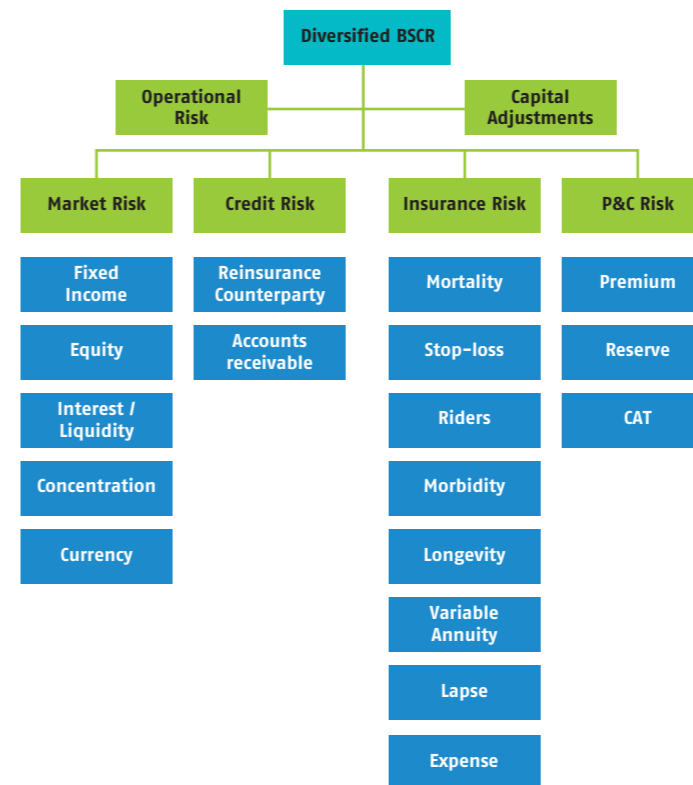 Diversified BSCR
Operational
Risk
Capital
Adjustments
Market Risk
Credit Risk
Insurance Risk
P&C Risk
Fixed
Income
Equity
Interest /
Liquidity
Concentration
Currency
Reinsurance
Counterparty
Accounts
receivable
Mortality
Stop-loss
Riders
Morbidity
Longevity
Variable
Annuity
Lapse
Expense
Premium
Reserve
CAT